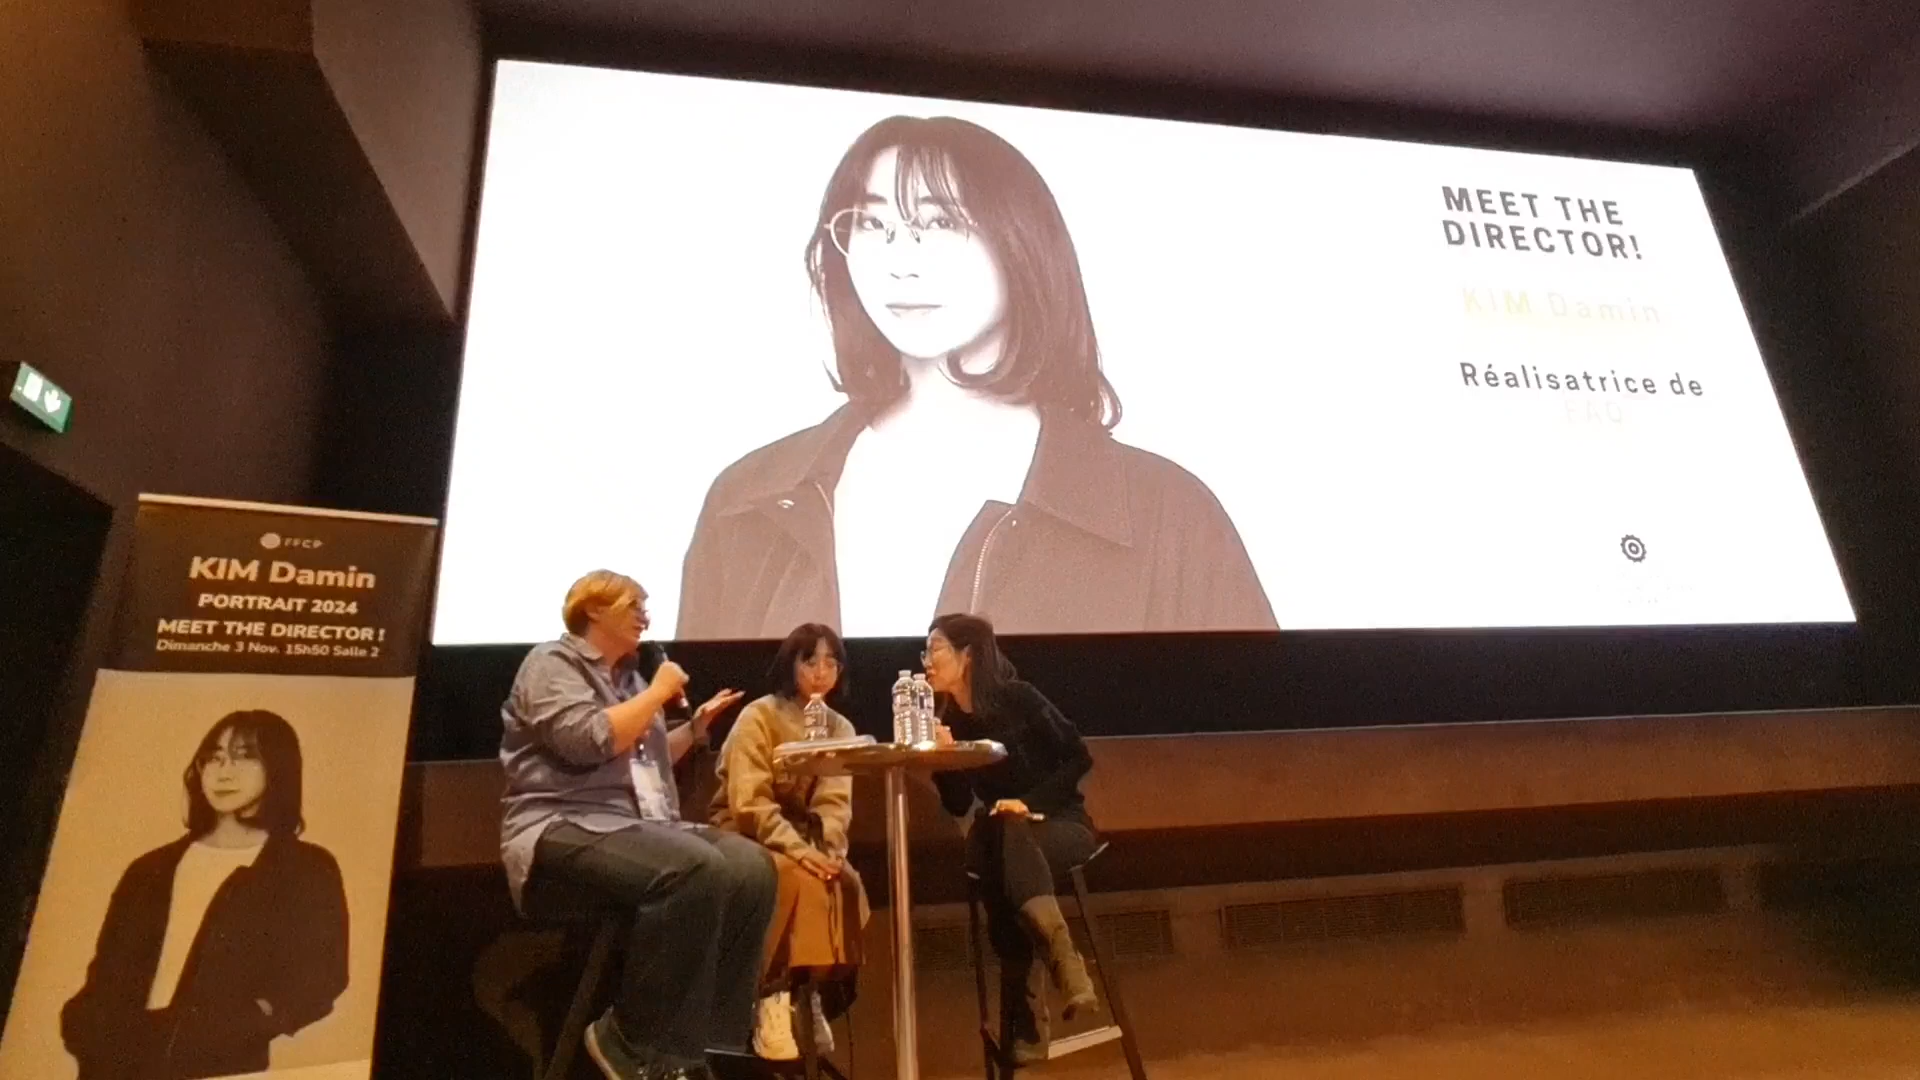 MEET THE
DIRECTOR!
KIM Damin
Réalisatrice de
FAQ
FFCP
KIM Damin
PORTRAIT 2024
MEET THE DIRECTOR !
Dimanche 3 Nov. 15h50 Salle 2